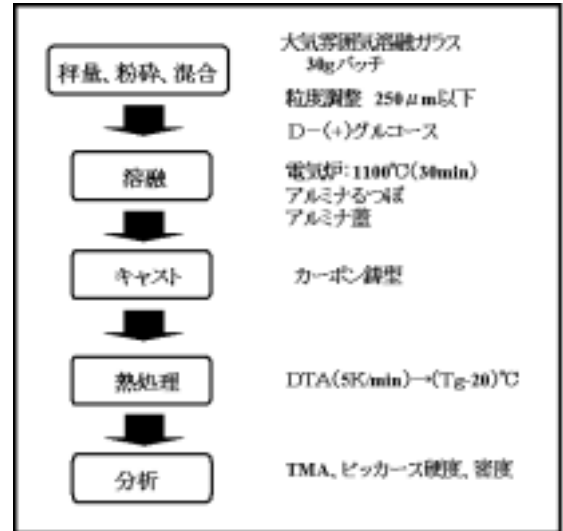 大気雰囲気溶融ガラス
30gバッチ
秤量、粉砕、混合
粒度調整 250μm以下
D-(+)グルコース
溶融
電気炉:1100℃(30min)
アルミナるつぼ
アルミナ蓋
キャスト
カーボン鋳型
熱処理
DTA(5K/min)→(Tg-20)℃
分析
TMA、ビッカース硬度、密度